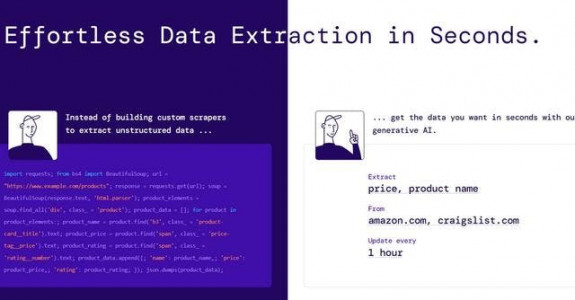 Effortless Data Extraction in Seconds.
Instead of building custom scrapers
to extract unstructured data ...
import requests; from bs4 import BeautifulSoup; url =
"https://www.example.com/products"; response = requests.get(url); soup =
BeautifulSoup(response.text, 'html.parser'); product_elements =
soup.find_all('div', class_ = 'product'); product_data = []; for product in
product_elements: product_name = product.find("h3", class_ = 'product-
card__title").text; product_price = product.find("span", class_ = 'price-
tag__price").text; product_rating = product.find("span", class_ =
'rating__number").text; product_data.append({ 'name': product_name,; 'price':
product_price,; 'rating': product_rating, }); json.dumps(product_data);
... get the data you want in seconds with ou
generative AI.
Extract
price, product name
From
amazon.com, craigslist.com
Update every
1 hour